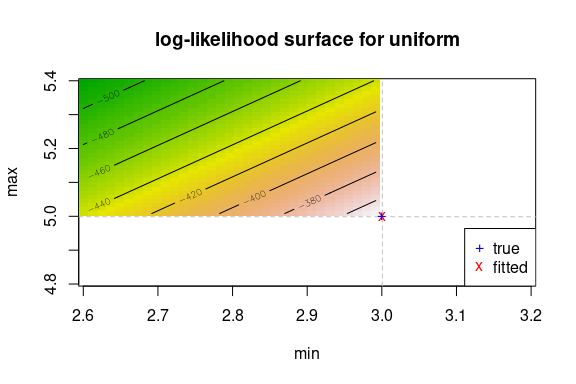 log-likelihood surface for uniform
max
5.4
5.2
5.0
4.8
−500
−480
−460
−440
−420
−400
−380
+ true
x fitted
2.6 2.7 2.8 2.9 3.0 3.1 3.2
min